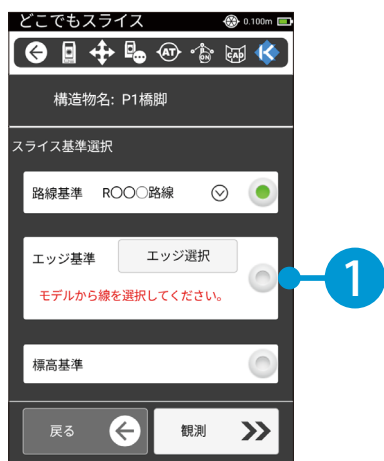 どこでもスライス 0.100m
AT ON CAD
構造物名: P1橋脚
スライス基準選択
路線基準 R〇〇〇路線
エッジ基準 エッジ選択
モデルから線を選択してください。
1
標高基準
戻る 観測